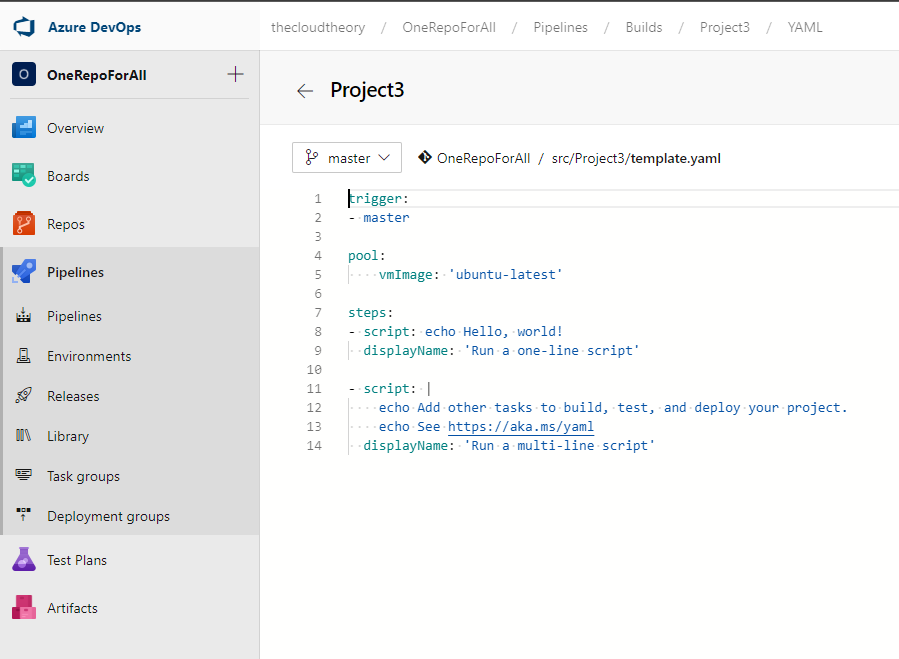 Azure DevOps
thecloudtheory / OneRepoForAll / Pipelines / Builds / Project3 / YAML
O OneRepoForAll +
Overview
Boards
Repos
Pipelines
Pipelines
Environments
Releases
Library
Task groups
Deployment groups
Test Plans
Artifacts
← Project3
master OneRepoForAll / src/Project3/template.yaml
1 trigger:
2 - master
3
4 pool:
5     vmImage: 'ubuntu-latest'
6
7 steps:
8 - script: echo Hello, world!
9   displayName: 'Run a one-line script'
10
11 - script: |
12     echo Add other tasks to build, test, and deploy your project.
13     echo See https://aka.ms/yaml
14   displayName: 'Run a multi-line script'